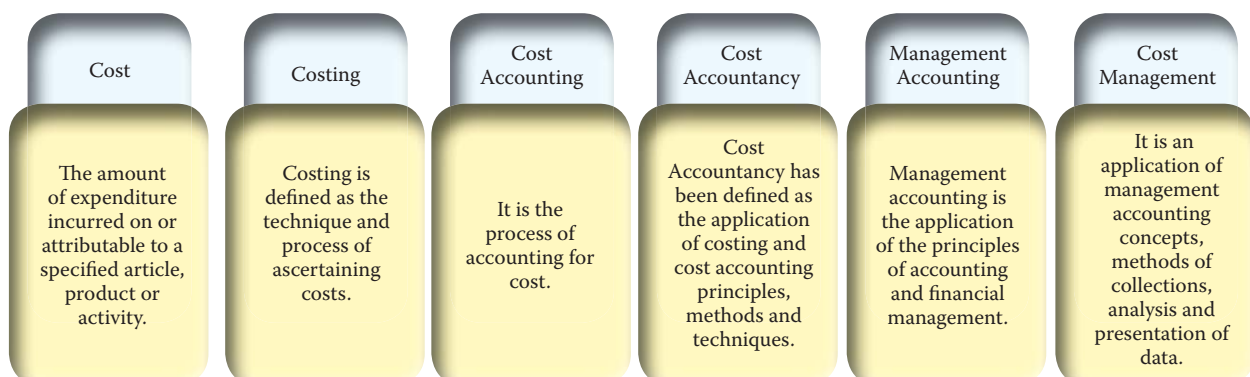 Cost
The amount
of expenditure
incurred on or
attributable to a
specified article,
product or
activity.
Costing
Costing is
defined as the
technique and
process of
ascertaining
costs.
Cost
Accounting
It is the
process of
accounting for
cost.
Cost
Accountancy
Cost
Accountancy has
been defined as
the application
of costing and
cost accounting
principles,
methods and
techniques.
Management
Accounting
Management
accounting is
the application
of the principles
of accounting
and financial
management.
Cost
Management
It is an
application of
management
accounting
concepts,
methods of
collections,
analysis and
presentation of
data.